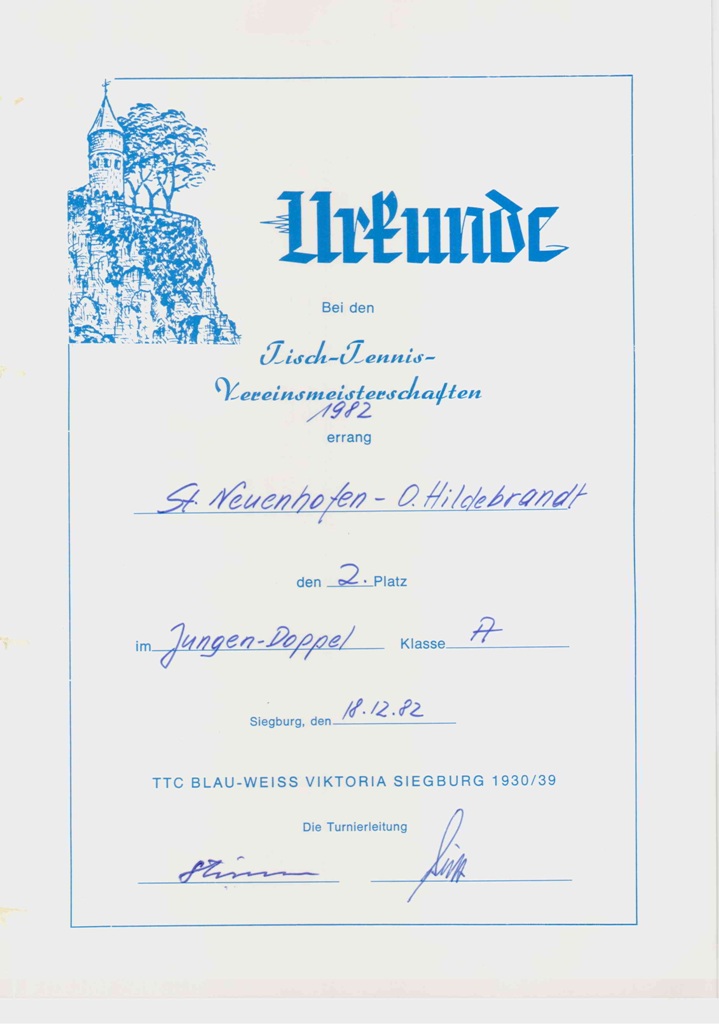 Urkunde
Bei den
Tisch-Tennis-
Vereinsmeisterschaften
1982
errang
St. Neuenhofen - O. Hildebrandt
den 2. Platz
im Jungen-Doppel Klasse A
Siegburg, den 18.12.82
TTC BLAU-WEISS VIKTORIA SIEGBURG 1930/39
Die Turnierleitung